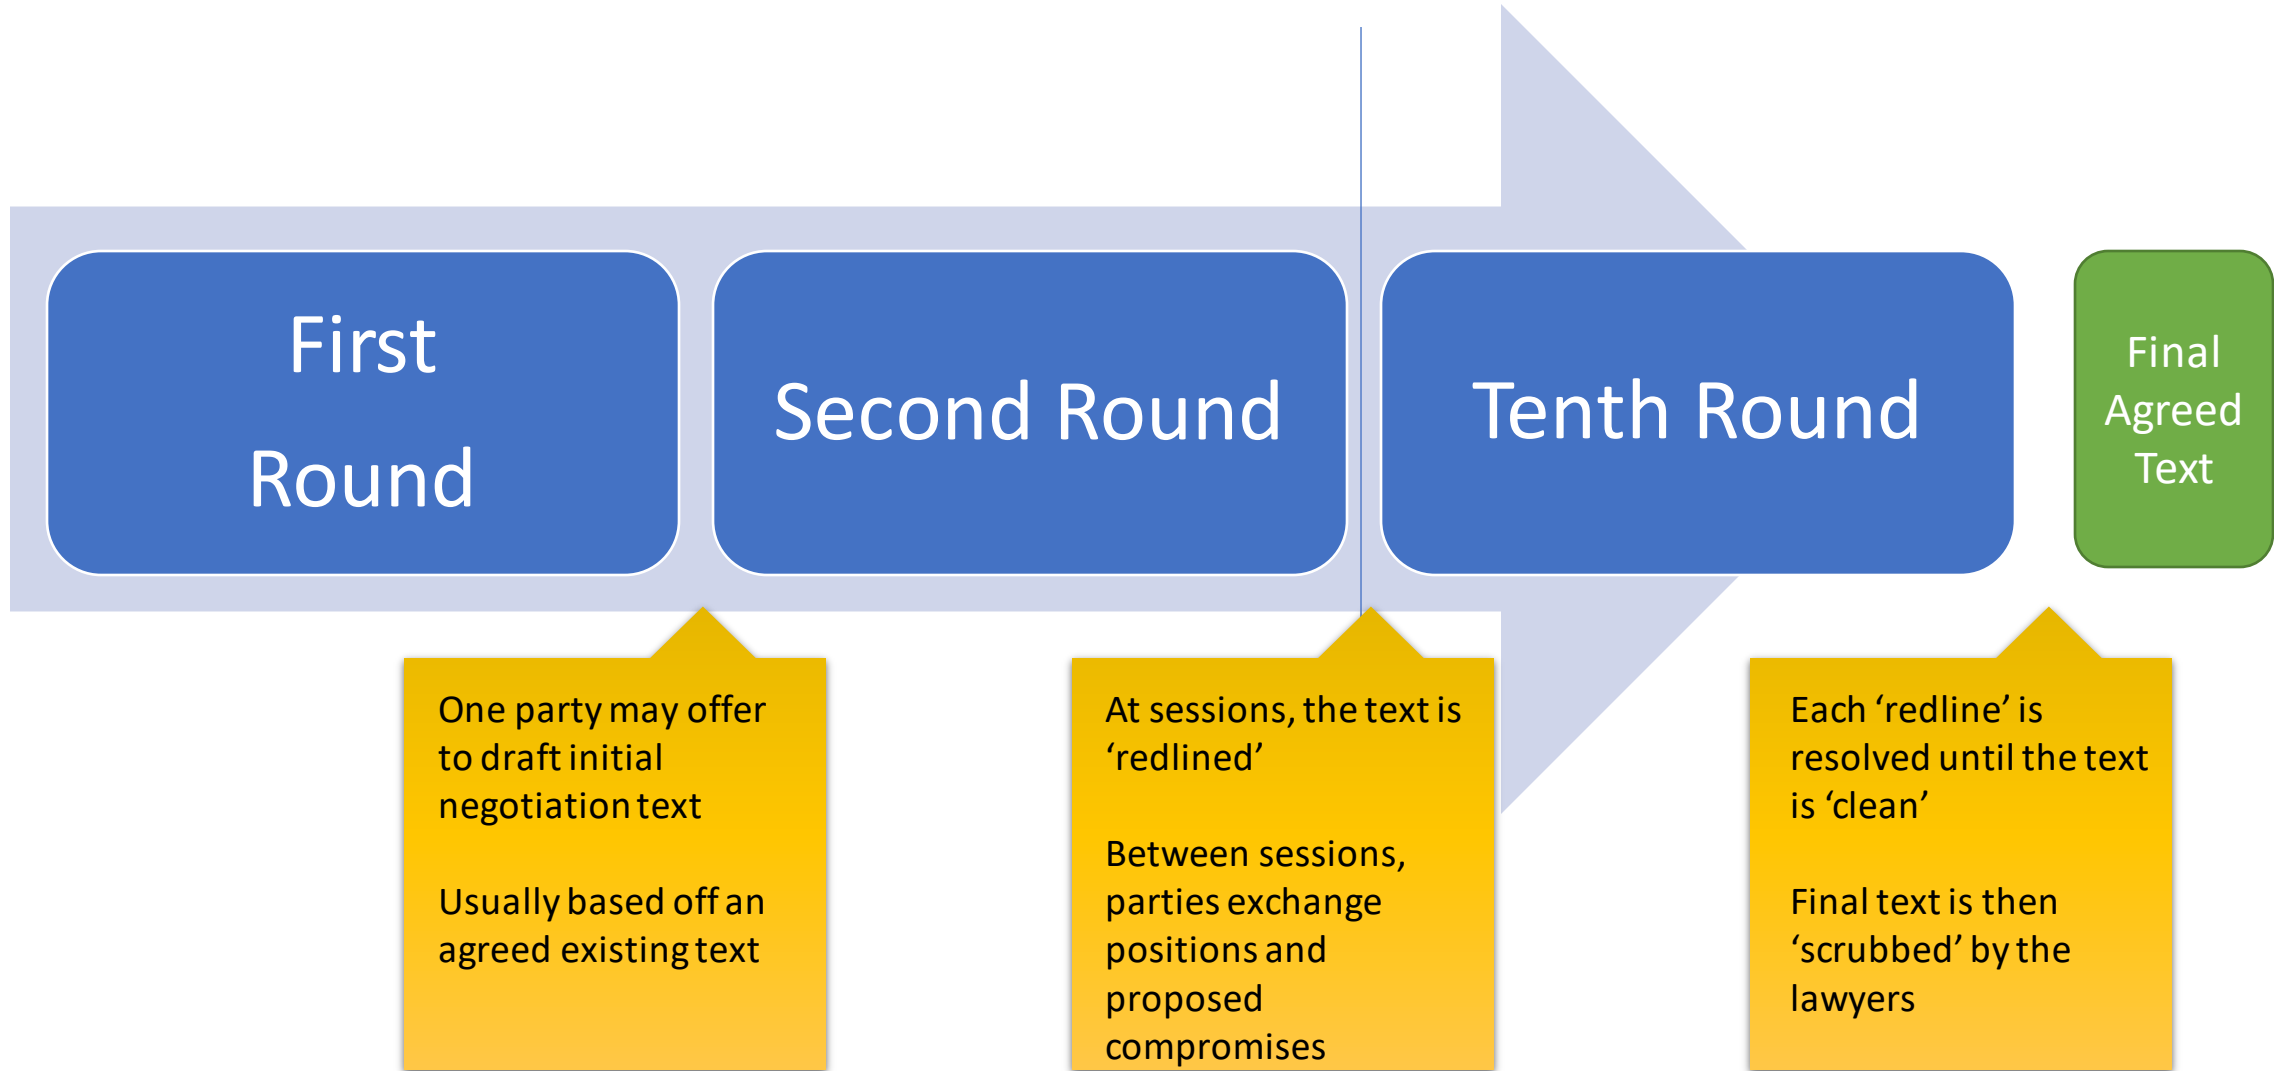 First
Round
Second Round
Tenth Round
Final
Agreed
Text
One party may offer
to draft initial
negotiation text
Usually based off an
agreed existing text
At sessions, the text is
‘redlined’
Between sessions,
parties exchange
positions and
proposed
compromises
Each ‘redline’ is
resolved until the text
is ‘clean’
Final text is then
‘scrubbed’ by the
lawyers